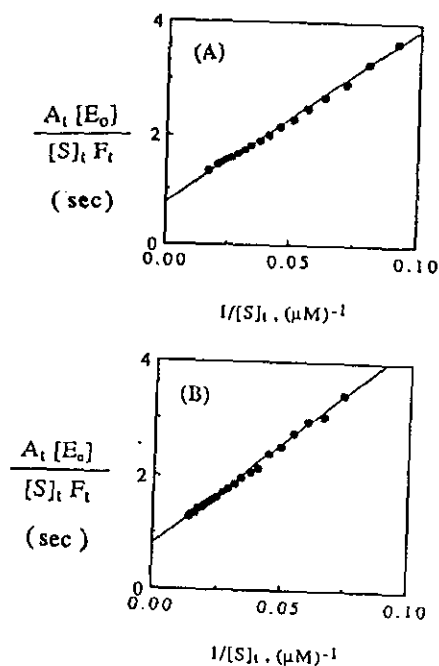 4
(A)
A_t [E_o]
[S]_t F_t
2
(sec)
0
0.00
0.05
0.10
1/[S]_t , (μM)^-1
4
(B)
A_t [E_o]
[S]_t F_t
2
(sec)
0
0.00
0.05
0.10
1/[S]_t , (μM)^-1